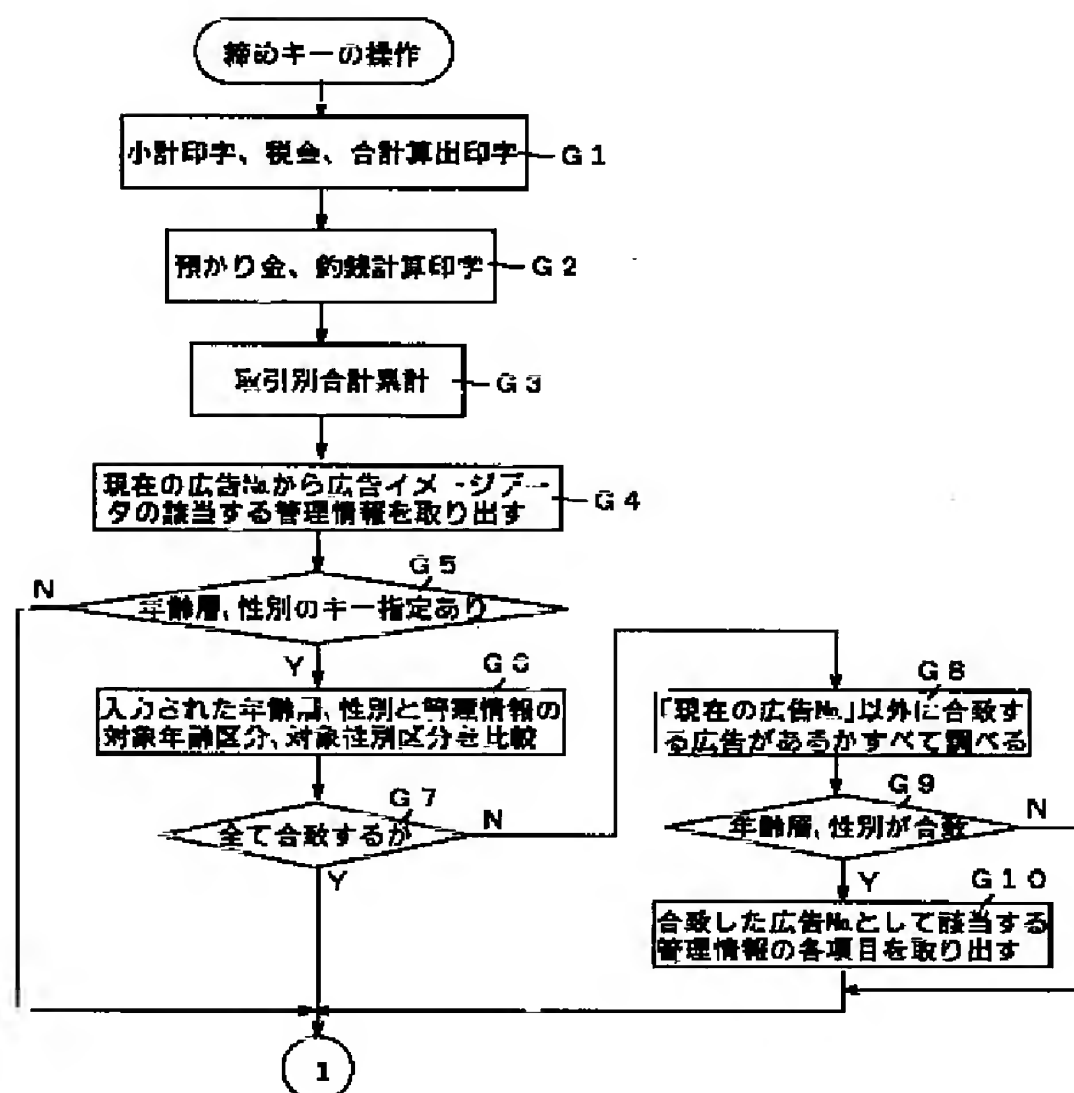 締めキーの操作
小計印字、税金、合計算出印字 G1
預かり金、釣銭計算印字 G2
取引別合計累計 G3
現在の広告№から広告イメージデー
タの該当する管理情報を取り出す G4
G5
N
年齢層、性別のキー指定あり
Y
G6
入力された年齢層、性別と管理情報の
対象年齢区分、対象性別区分を比較
G7
全て合致するか
N
Y
G8
「現在の広告№」以外に合致す
る広告があるかすべて調べる
G9
年齢層、性別が合致
N
Y
G10
合致した広告№として該当する
管理情報の各項目を取り出す
1